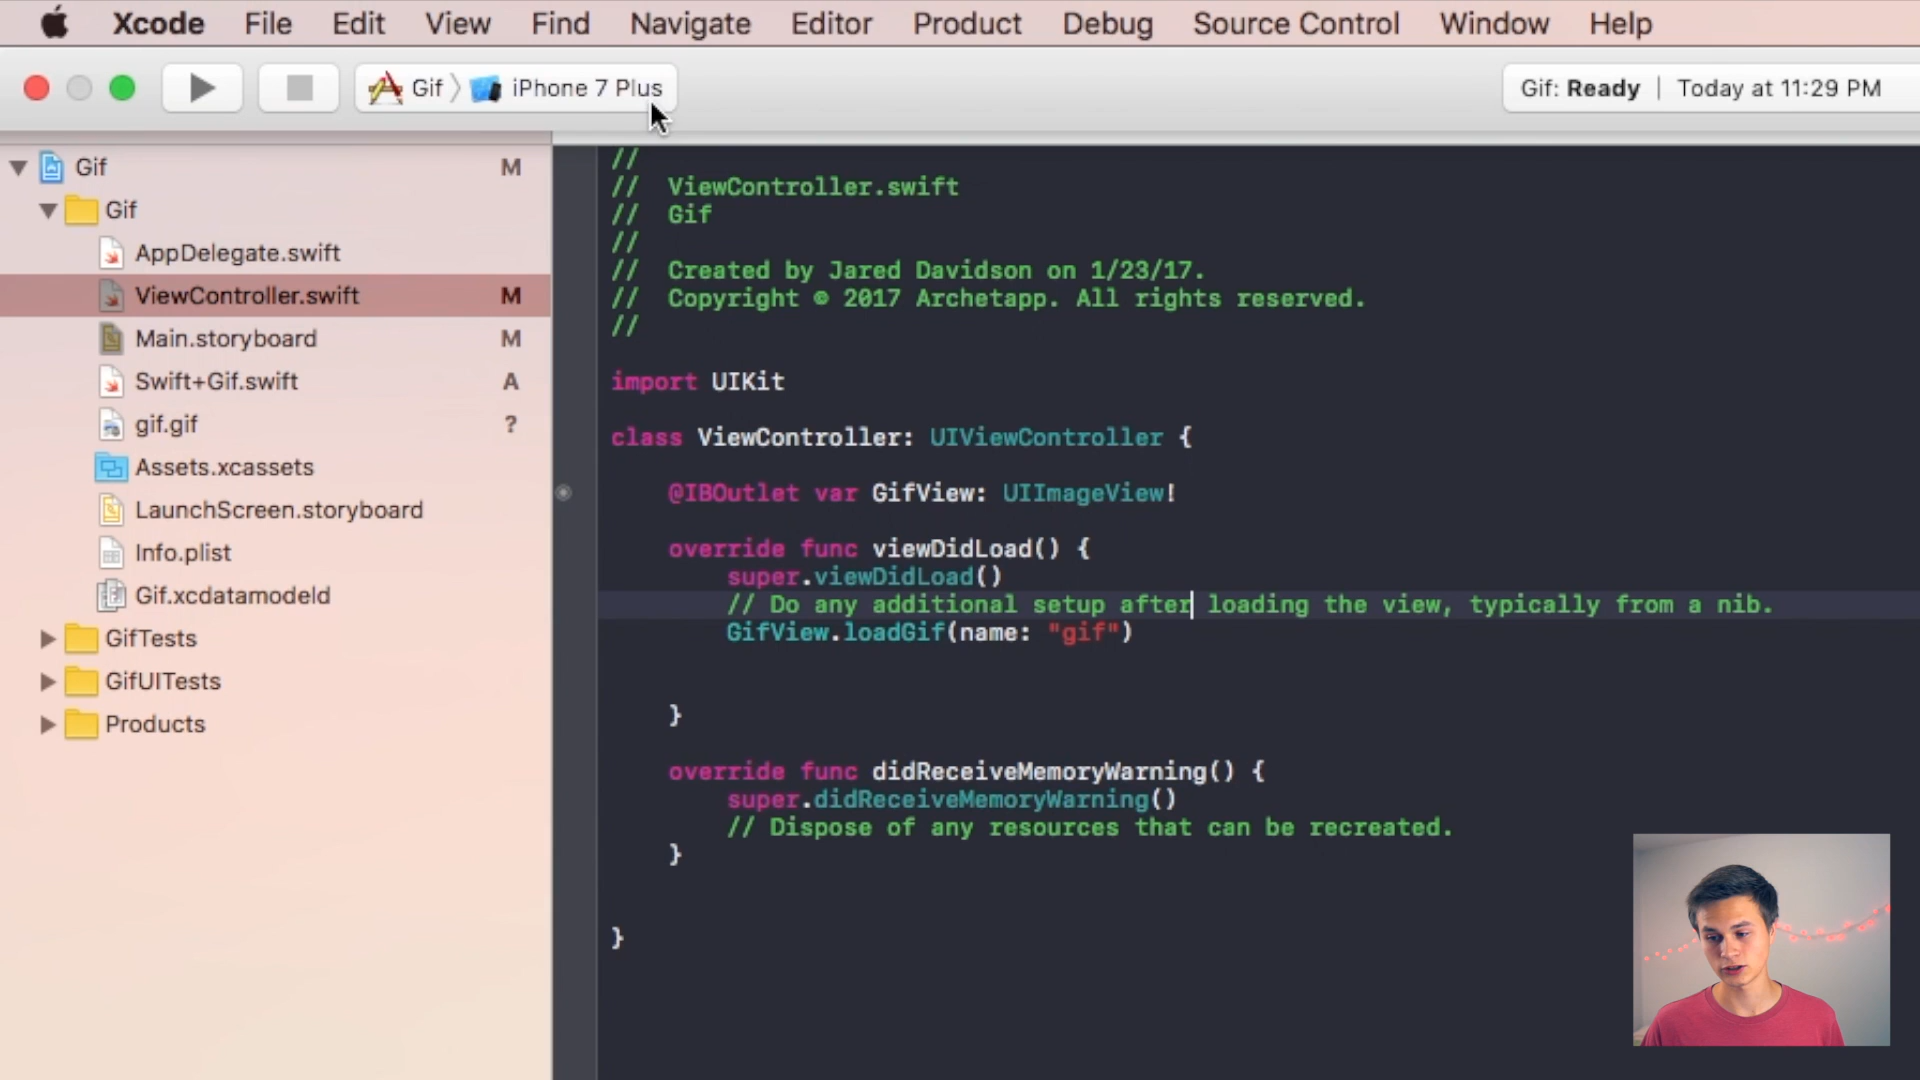 Xcode File Edit View Find Navigate Editor Product Debug Source Control Window Help
Gif iPhone 7 Plus
Gif: Ready | Today at 11:29 PM
Gif M
Gif
AppDelegate.swift
ViewController.swift M
Main.storyboard M
Swift+Gif.swift A
gif.gif ?
Assets.xcassets
LaunchScreen.storyboard
Info.plist
Gif.xcdatamodeld
GifTests
GifUITests
Products
//
// ViewController.swift
// Gif
//
// Created by Jared Davidson on 1/23/17.
// Copyright © 2017 Archetapp. All rights reserved.
//
import UIKit
class ViewController: UIViewController {
@IBOutlet var GifView: UIImageView!
override func viewDidLoad() {
super.viewDidLoad()
// Do any additional setup after loading the view, typically from a nib.
GifView.loadGif(name: "gif")
}
override func didReceiveMemoryWarning() {
super.didReceiveMemoryWarning()
// Dispose of any resources that can be recreated.
}
}